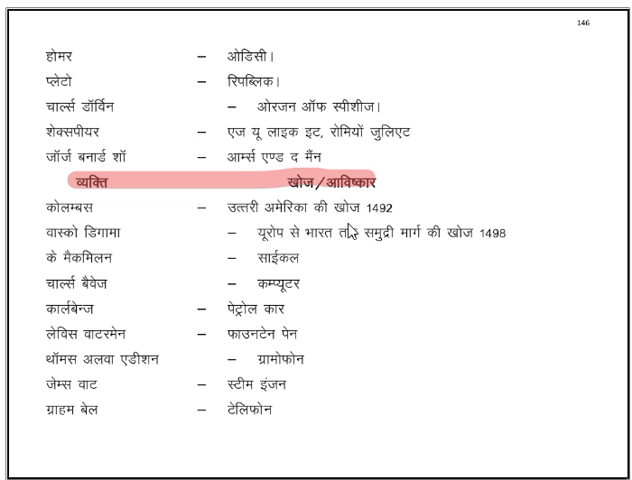 146
होमर – ओडिसी।
प्लेटो – रिपब्लिक।
चार्ल्स डॉर्विन – ओरजन ऑफ स्पीशीज।
शेक्सपीयर – एज यू लाइक इट, रोमियों जुलिएट
जॉर्ज बनार्ड शॉ – आर्म्स एण्ड द मैंन
व्यक्ति खोज/आविष्कार
कोलम्बस – उत्तरी अमेरिका की खोज 1492
वास्को डिगामा – यूरोप से भारत तक समुद्री मार्ग की खोज 1498
के मैकमिलन – साईकल
चार्ल्स बैवेज – कम्प्यूटर
कार्लबेन्ज – पेट्रोल कार
लेविस वाटरमेन – फाउनटेन पेन
थॉमस अलवा एडीशन – ग्रामोफोन
जेम्स वाट – स्टीम इंजन
ग्राहम बेल – टेलिफोन